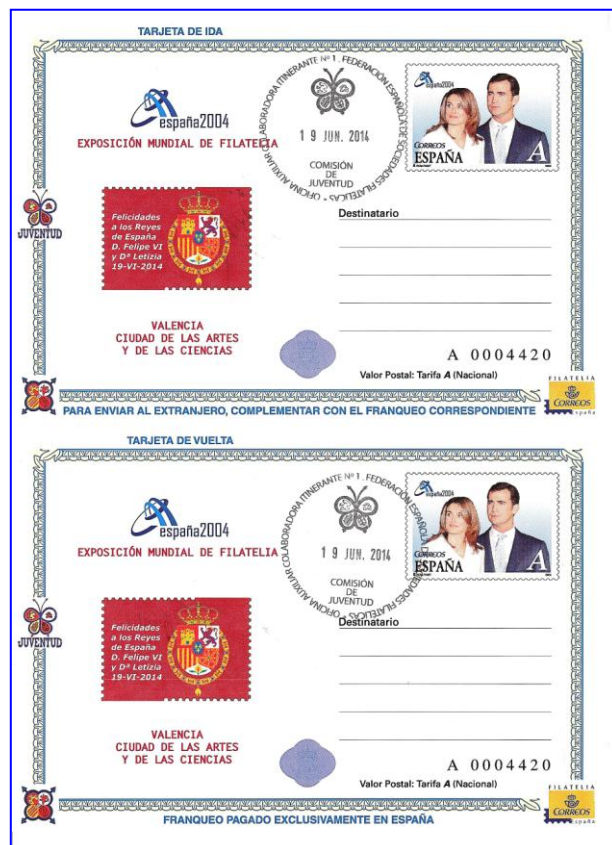 TARJETA DE IDA
españa2004
EXPOSICIÓN MUNDIAL DE FILATELIA
OFICINA AUXILIAR COLABORADORA ITINERANTE Nº 1. FEDERACIÓN ESPAÑOLA DE SOCIEDADES FILATELICAS *
19 JUN. 2014
COMISIÓN
DE
JUVENTUD
españa2004
CORREOS
ESPAÑA
A
JUVENTUD
Felicidades
a los Reyes
de España
D. Felipe VI
y Dª Letizia
19-VI-2014
Destinatario
VALENCIA
CIUDAD DE LAS ARTES
Y DE LAS CIENCIAS
A 0004420
Valor Postal: Tarifa A (Nacional)
FILATELIA
CORREOS
españa
PARA ENVIAR AL EXTRANJERO, COMPLEMENTAR CON EL FRANQUEO CORRESPONDIENTE
TARJETA DE VUELTA
españa2004
EXPOSICIÓN MUNDIAL DE FILATELIA
OFICINA AUXILIAR COLABORADORA ITINERANTE Nº 1. FEDERACIÓN ESPAÑOLA DE SOCIEDADES FILATELICAS *
19 JUN. 2014
COMISIÓN
DE
JUVENTUD
españa2004
CORREOS
ESPAÑA
A
JUVENTUD
Felicidades
a los Reyes
de España
D. Felipe VI
y Dª Letizia
19-VI-2014
Destinatario
VALENCIA
CIUDAD DE LAS ARTES
Y DE LAS CIENCIAS
A 0004420
Valor Postal: Tarifa A (Nacional)
FILATELIA
CORREOS
españa
FRANQUEO PAGADO EXCLUSIVAMENTE EN ESPAÑA